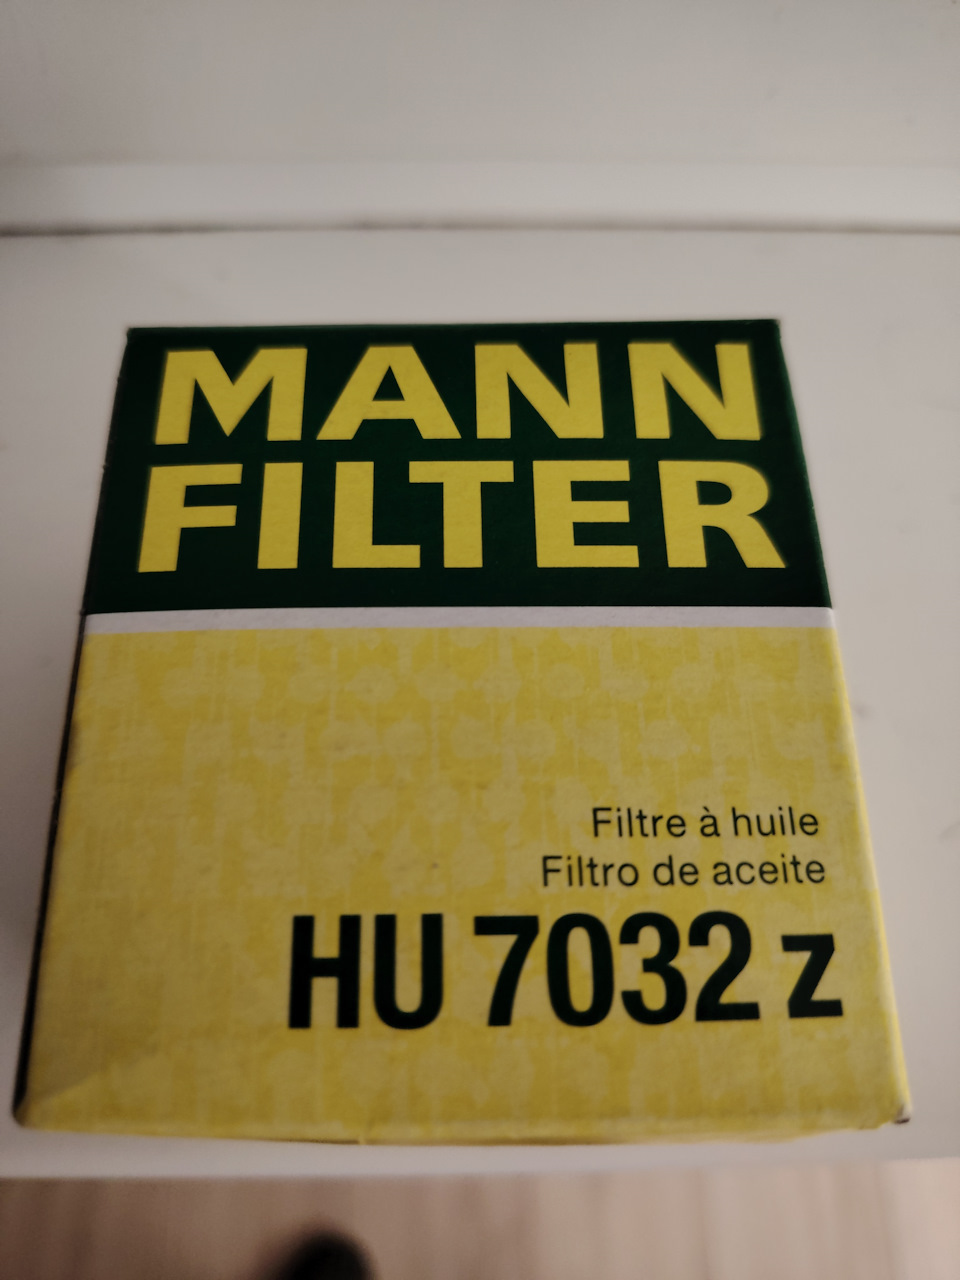 MANN
FILTER
Filtre à huile
Filtro de aceite
HU 7032 z